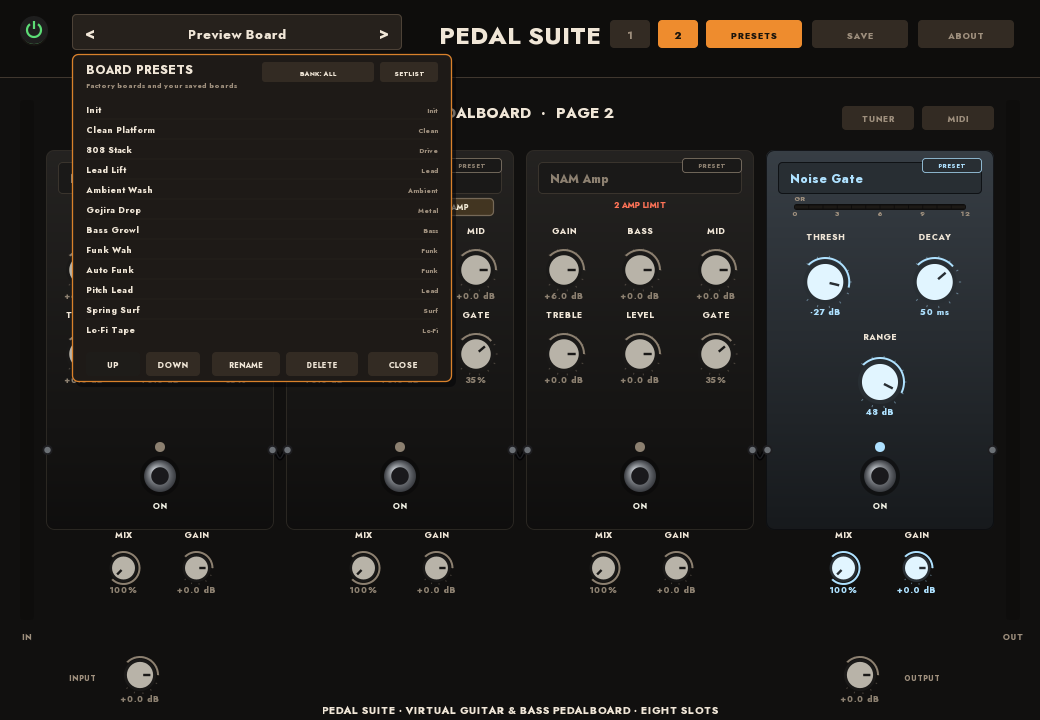 < Preview Board >
PEDAL SUITE
1
2
PRESETS
SAVE
ABOUT
BOARD PRESETS
Factory boards and your saved boards
BANK: ALL
SETLIST
Init Init
Clean Platform Clean
808 Stack Drive
Lead Lift Lead
Ambient Wash Ambient
Gojira Drop Metal
Bass Growl Bass
Funk Wah Funk
Auto Funk Funk
Pitch Lead Lead
Spring Surf Surf
Lo-Fi Tape Lo-Fi
UP
DOWN
RENAME
DELETE
CLOSE
DALBOARD · PAGE 2
TUNER
MIDI
PRESET
AMP
MID
+0.0 dB
GATE
35%
NAM Amp
PRESET
2 AMP LIMIT
GAIN BASS MID
+6.0 dB +0.0 dB +0.0 dB
TREBLE LEVEL GATE
+0.0 dB +0.0 dB 35%
Noise Gate
PRESET
GR
0 3 6 9 12
THRESH DECAY
-27 dB 50 ms
RANGE
48 dB
ON ON ON ON
MIX GAIN MIX GAIN MIX GAIN MIX GAIN
100% +0.0 dB 100% +0.0 dB 100% +0.0 dB 100% +0.0 dB
IN OUT
INPUT
+0.0 dB
OUTPUT
+0.0 dB
PEDAL SUITE · VIRTUAL GUITAR & BASS PEDALBOARD · EIGHT SLOTS